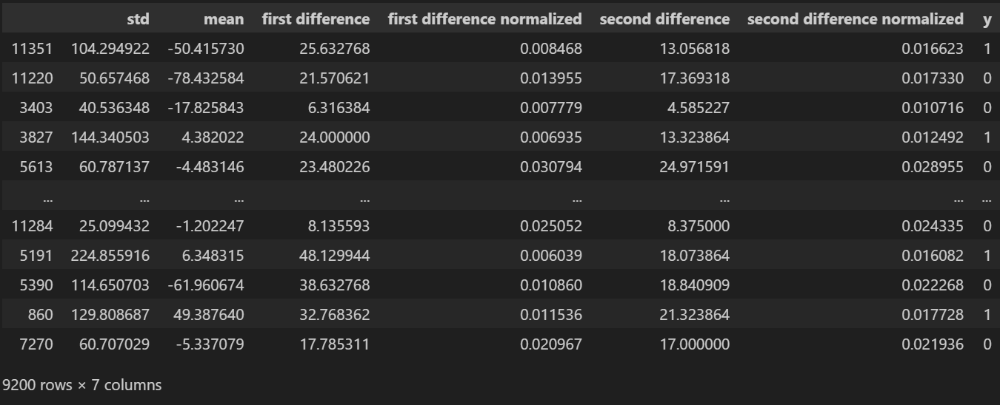 std mean first difference first difference normalized second difference second difference normalized y
11351 104.294922 -50.415730 25.632768 0.008468 13.056818 0.016623 1
11220 50.657468 -78.432584 21.570621 0.013955 17.369318 0.017330 0
3403 40.536348 -17.825843 6.316384 0.007779 4.585227 0.010716 0
3827 144.340503 4.382022 24.000000 0.006935 13.323864 0.012492 1
5613 60.787137 -4.483146 23.480226 0.030794 24.971591 0.028955 0
... ... ... ... ... ... ... ...
11284 25.099432 -1.202247 8.135593 0.025052 8.375000 0.024335 0
5191 224.855916 6.348315 48.129944 0.006039 18.073864 0.016082 1
5390 114.650703 -61.960674 38.632768 0.010860 18.840909 0.022268 0
860 129.808687 49.387640 32.768362 0.011536 21.323864 0.017728 1
7270 60.707029 -5.337079 17.785311 0.020967 17.000000 0.021936 0
9200 rows × 7 columns